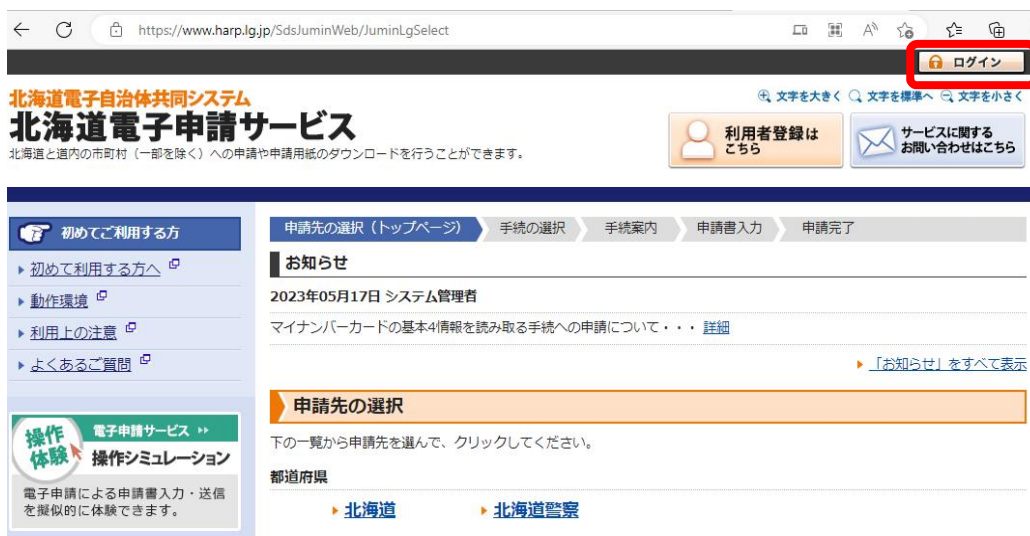 https://www.harp.lg.jp/SdsJuminWeb/JuminLgSelect
ログイン
文字を大きく 文字を標準へ 文字を小さく
北海道電子自治体共同システム
北海道電子申請サービス
北海道と道内の市町村（一部を除く）への申請や申請用紙のダウンロードを行うことができます。
利用者登録は
こちら
サービスに関する
お問い合わせはこちら
初めてご利用する方
初めて利用する方へ
動作環境
利用上の注意
よくあるご質問
操作
体験
電子申請サービス
操作シミュレーション
電子申請による申請書入力・送信
を擬似的に体験できます。
申請先の選択（トップページ） 手続の選択 手続案内 申請書入力 申請完了
お知らせ
2023年05月17日 システム管理者
マイナンバーカードの基本4情報を読み取る手続への申請について・・・ 詳細
「お知らせ」をすべて表示
申請先の選択
下の一覧から申請先を選んで、クリックしてください。
都道府県
北海道 北海道警察